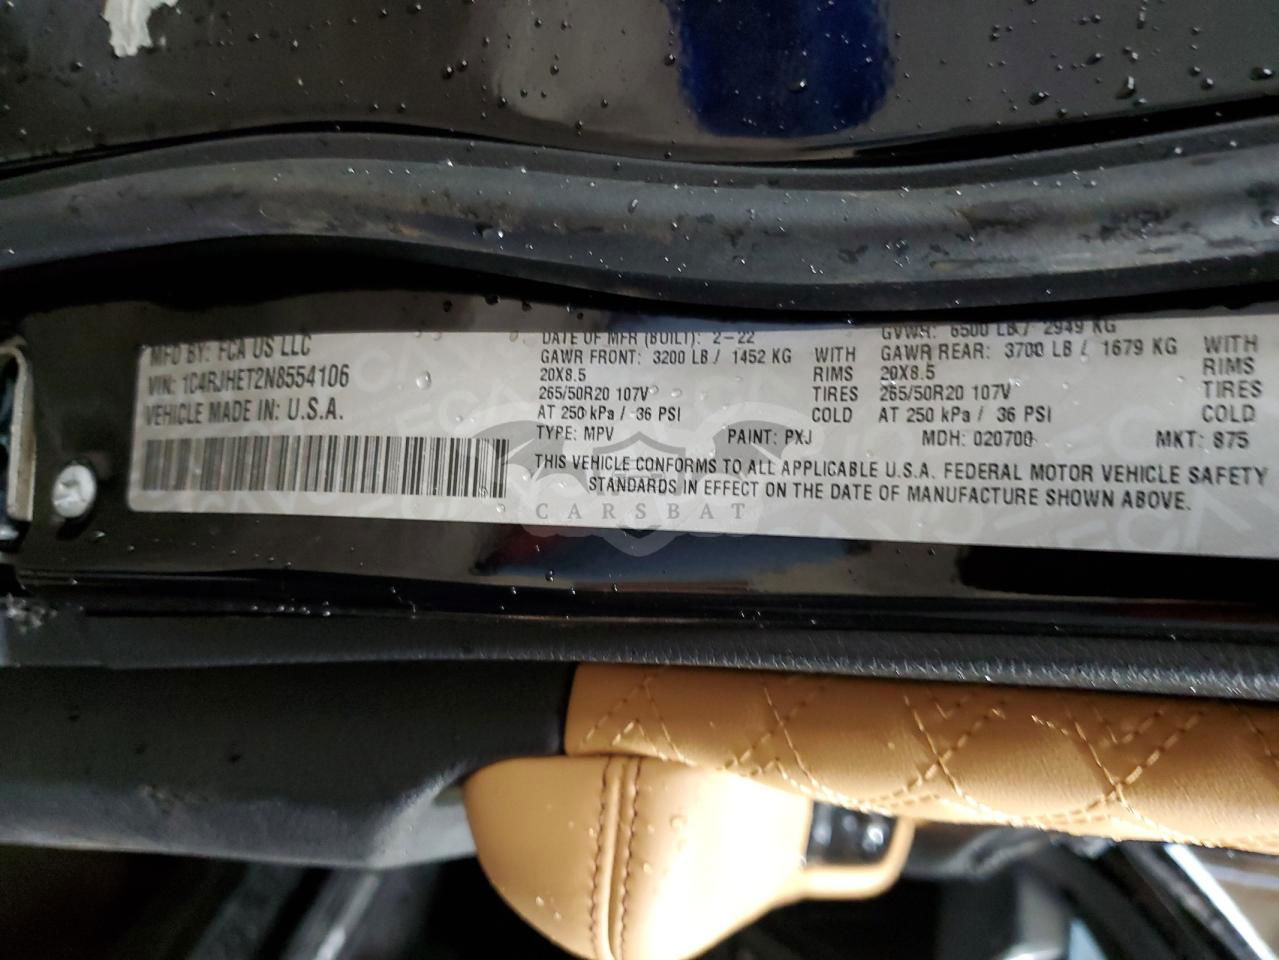 MFD BY: FCA US LLC
DATE OF MFR (BUILT): 2-22
GVWR: 6500 LB / 2949 KG
VIN: 1C4RJHET2N8554106
GAWR FRONT: 3200 LB / 1452 KG WITH
GAWR REAR: 3700 LB / 1679 KG WITH
20X8.5 RIMS
20X8.5 RIMS
VEHICLE MADE IN: U.S.A.
265/50R20 107V TIRES
265/50R20 107V TIRES
AT 250 kPa / 36 PSI COLD
AT 250 kPa / 36 PSI COLD
TYPE: MPV PAINT: PXJ MDH: 020700 MKT: 875
THIS VEHICLE CONFORMS TO ALL APPLICABLE U.S.A. FEDERAL MOTOR VEHICLE SAFETY
STANDARDS IN EFFECT ON THE DATE OF MANUFACTURE SHOWN ABOVE.
CARSBAT